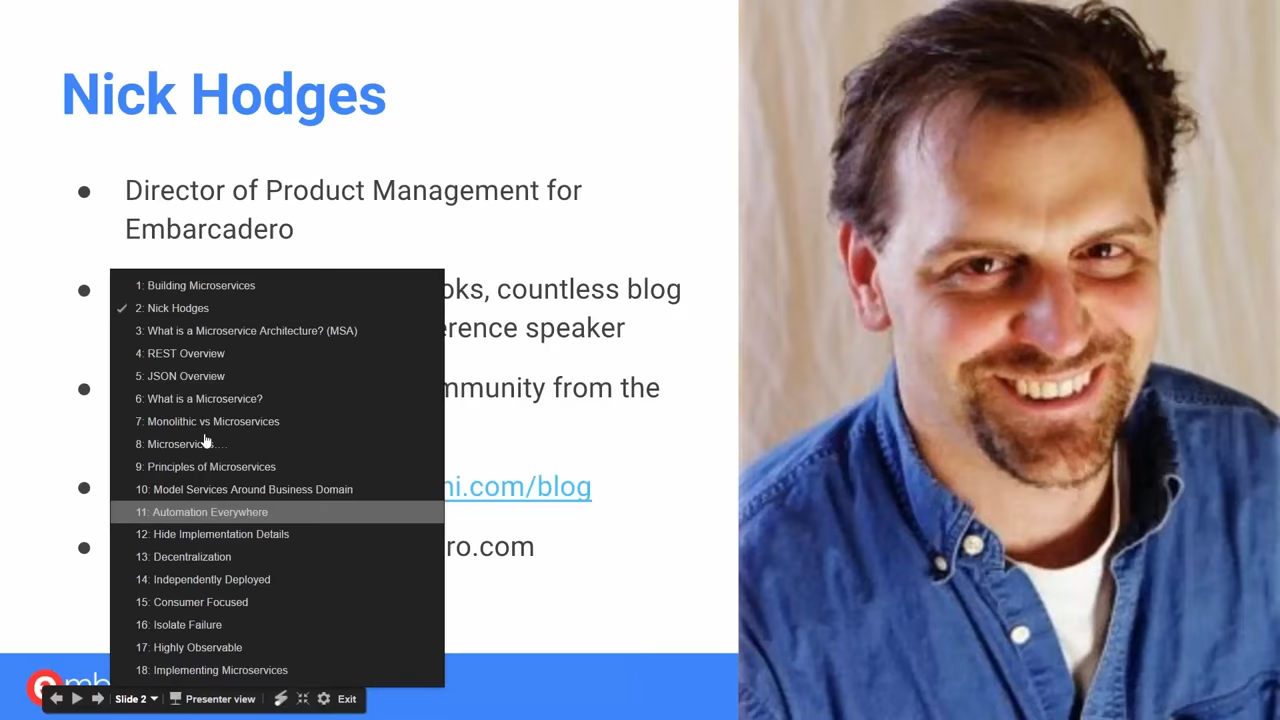 Nick Hodges
● Director of Product Management for
Embarcadero
oks, countless blog
erence speaker
mmunity from the
ni.com/blog
ro.com
1: Building Microservices
✓ 2: Nick Hodges
3: What is a Microservice Architecture? (MSA)
4: REST Overview
5: JSON Overview
6: What is a Microservice?
7: Monolithic vs Microservices
8: Microservices....
9: Principles of Microservices
10: Model Services Around Business Domain
11: Automation Everywhere
12: Hide Implementation Details
13: Decentralization
14: Independently Deployed
15: Consumer Focused
16: Isolate Failure
17: Highly Observable
18: Implementing Microservices
emb
Slide 2 Presenter view Exit